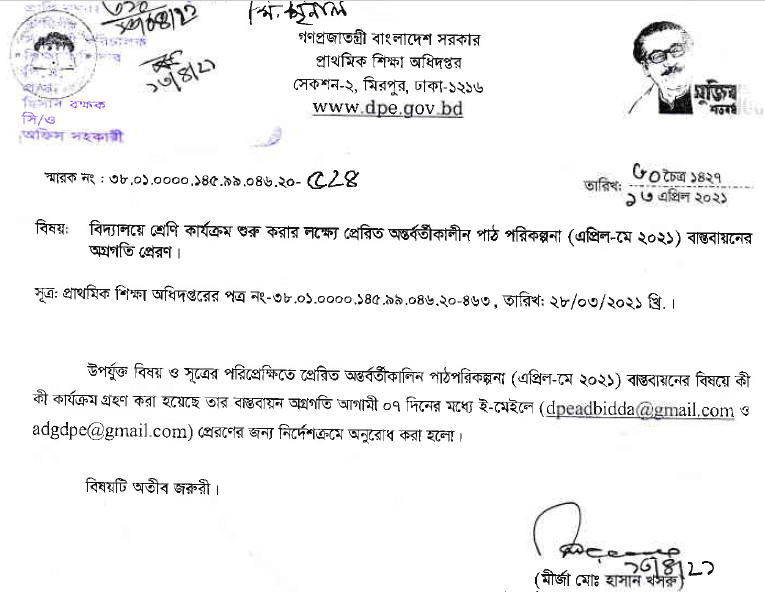 গণপ্রজাতন্ত্রী বাংলাদেশ সরকার
প্রাথমিক শিক্ষা অধিদপ্তর
সেকশন-২, মিরপুর, ঢাকা-১২১৬
www.dpe.gov.bd
মুজিব
শতবর্ষ
হিসাব রক্ষক
সি/ও
অফিস সহকারী
১৩/৪/২১
স্মারক নং : ৩৮.০১.০০০০.১৪৫.৯৯.০৪৬.২০-৫২৪
তারিখ: ৩০ চৈত্র ১৪২৭
১৩ এপ্রিল ২০২১
বিষয়: বিদ্যালয়ে শ্রেণি কার্যক্রম শুরু করার লক্ষ্যে প্রেরিত অন্তর্বর্তীকালীন পাঠ পরিকল্পনা (এপ্রিল-মে ২০২১) বাস্তবায়নের
অগ্রগতি প্রেরণ।
সূত্র: প্রাথমিক শিক্ষা অধিদপ্তরের পত্র নং-৩৮.০১.০০০০.১৪৫.৯৯.০৪৬.২০-৪৬৩, তারিখ: ২৮/০৩/২০২১ খ্রি.।
উপর্যুক্ত বিষয় ও সূত্রের পরিপ্রেক্ষিতে প্রেরিত অন্তর্বর্তীকালিন পাঠপরিকল্পনা (এপ্রিল-মে ২০২১) বাস্তবায়নের বিষয়ে কী
কী কার্যক্রম গ্রহণ করা হয়েছে তার বাস্তবায়ন অগ্রগতি আগামী ০৭ দিনের মধ্যে ই-মেইলে (dpeadbidda@gmail.com ও
adgdpe@gmail.com) প্রেরণের জন্য নির্দেশক্রমে অনুরোধ করা হলো।
বিষয়টি অতীব জরুরী।
১৩/৪/২১
(মীর্জা মোঃ হাসান খসরু)